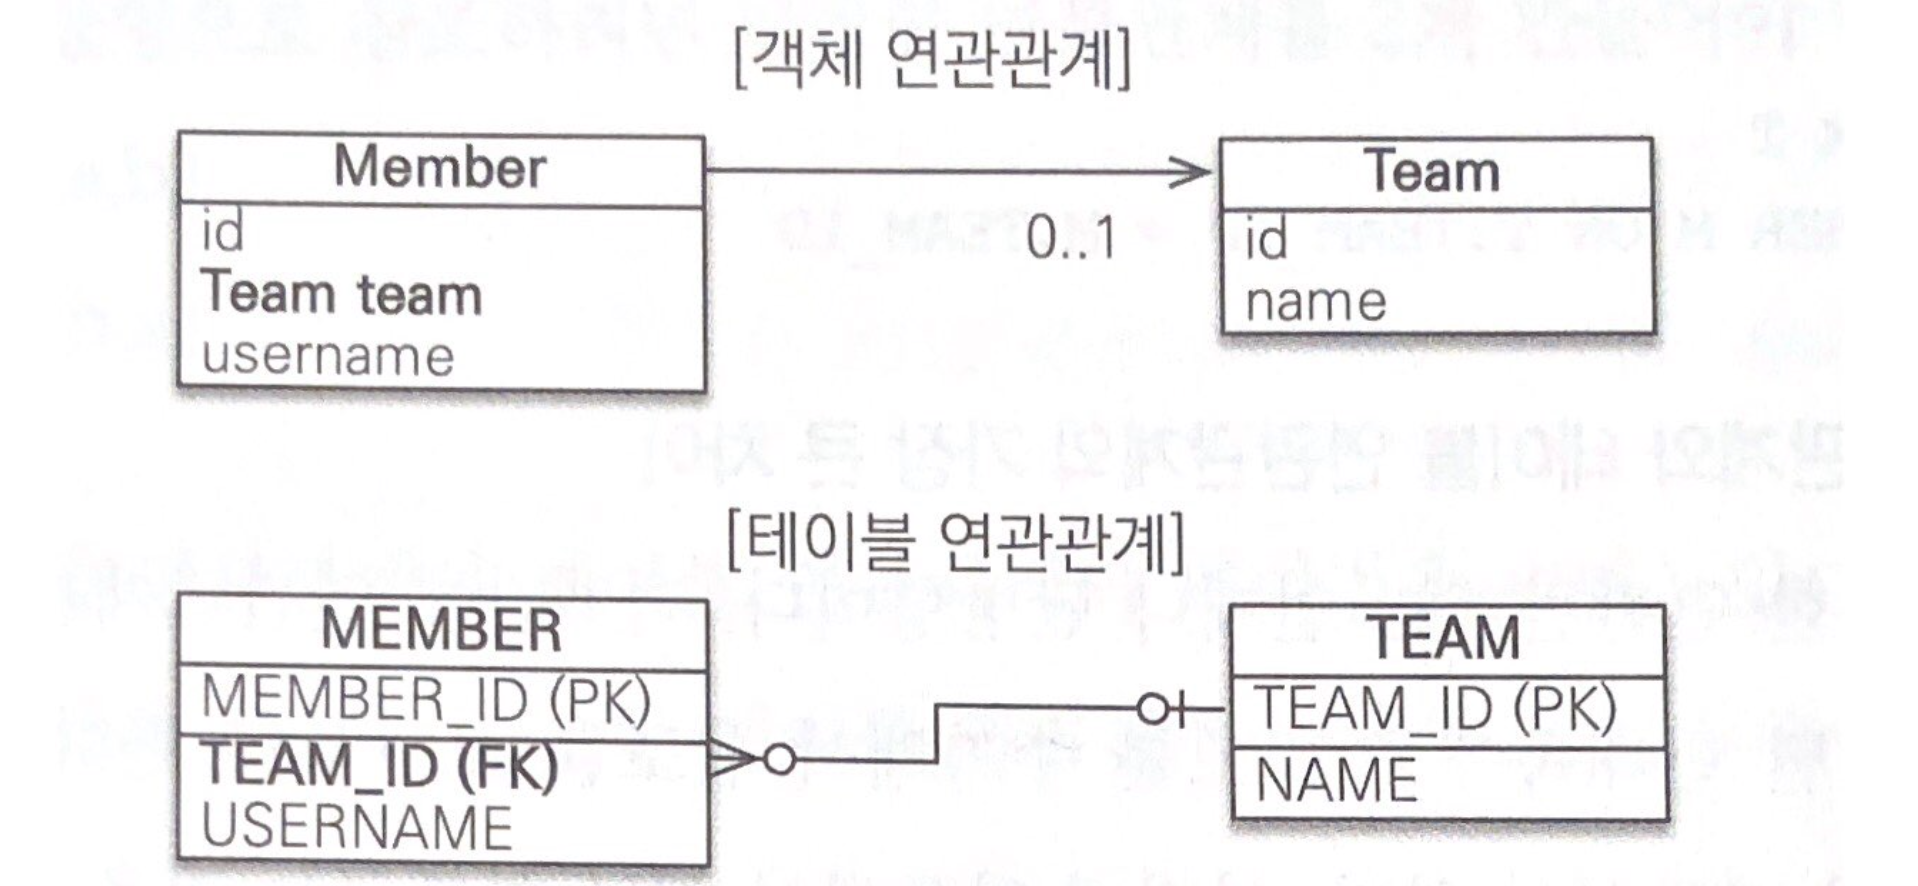 [객체 연관관계]
Member
id
Team team
username
0..1
Team
id
name
[테이블 연관관계]
MEMBER
MEMBER_ID (PK)
TEAM_ID (FK)
USERNAME
TEAM
TEAM_ID (PK)
NAME